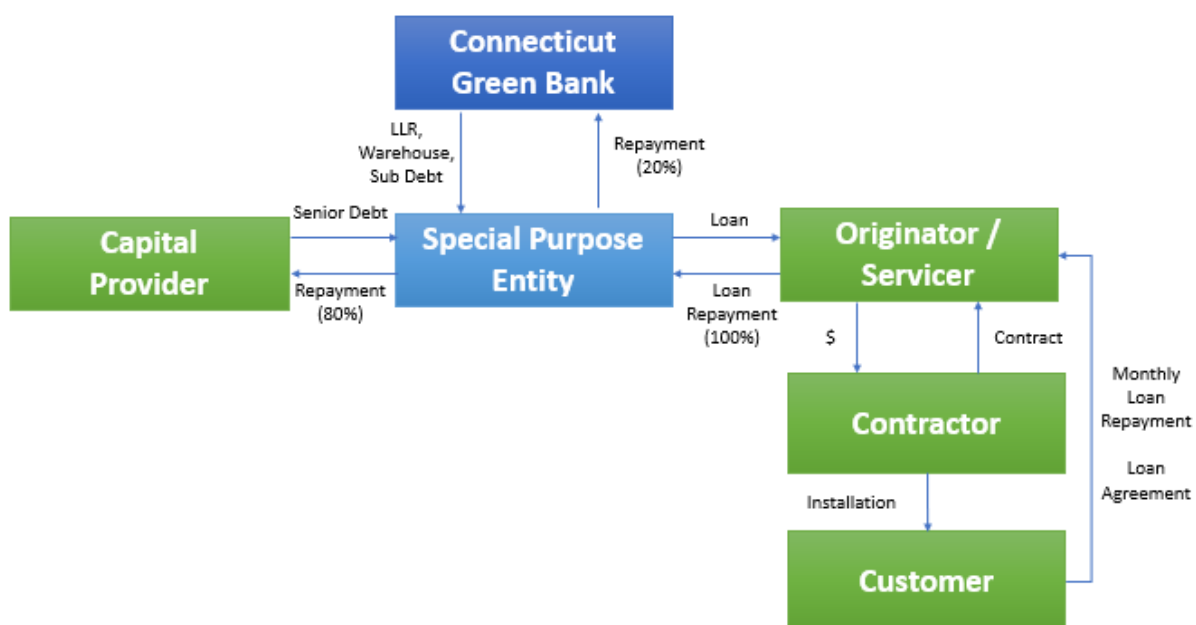 Connecticut
Green Bank
LLR,
Warehouse,
Sub Debt
Repayment
(20%)
Capital
Provider
Senior Debt
Repayment
(80%)
Special Purpose
Entity
Loan
Loan
Repayment
(100%)
Originator /
Servicer
$
Contract
Contractor
Monthly
Loan
Repayment
Loan
Agreement
Installation
Customer